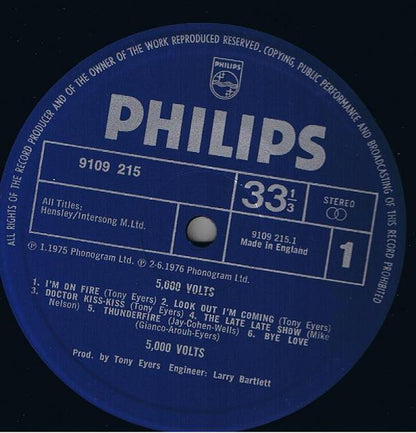 ALL RIGHTS OF THE RECORD PRODUCER AND OF THE OWNER OF THE WORK REPRODUCED RESERVED. COPYING, PUBLIC PERFORMANCE AND BROADCASTING OF THIS RECORD PROHIBITED
PHILIPS
PHILIPS
9109 215
33⅓
STEREO
All Titles:
Hensley/Intersong M.Ltd.
9109 215.1
Made in England
1
℗ 1.1975 Phonogram Ltd. ℗ 2-6.1976 Phonogram Ltd.
5,000 VOLTS
1. I'M ON FIRE (Tony Eyers) 2. LOOK OUT I'M COMING (Tony Eyers)
3. DOCTOR KISS-KISS (Tony Eyers) 4. THE LATE LATE SHOW (Mike
Nelson) 5. THUNDERFIRE (Jay-Cohen-Wells) 6. BYE LOVE
(Gianco-Arouh-Eyers)
5,000 VOLTS
Prod. by Tony Eyers Engineer: Larry Bartlett